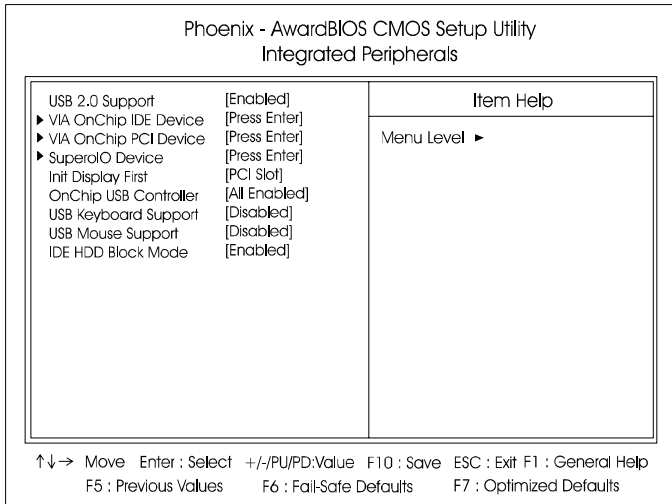 Phoenix - AwardBIOS CMOS Setup Utility
Integrated Peripherals
USB 2.0 Support [Enabled]
▶ VIA OnChip IDE Device [Press Enter]
▶ VIA OnChip PCI Device [Press Enter]
▶ SuperoIO Device [Press Enter]
Init Display First [PCI Slot]
OnChip USB Controller [All Enabled]
USB Keyboard Support [Disabled]
USB Mouse Support [Disabled]
IDE HDD Block Mode [Enabled]
Item Help
Menu Level ►
↑↓→ Move Enter : Select +/-/PU/PD:Value F10 : Save ESC : Exit F1 : General Help
F5 : Previous Values F6 : Fail-Safe Defaults F7 : Optimized Defaults